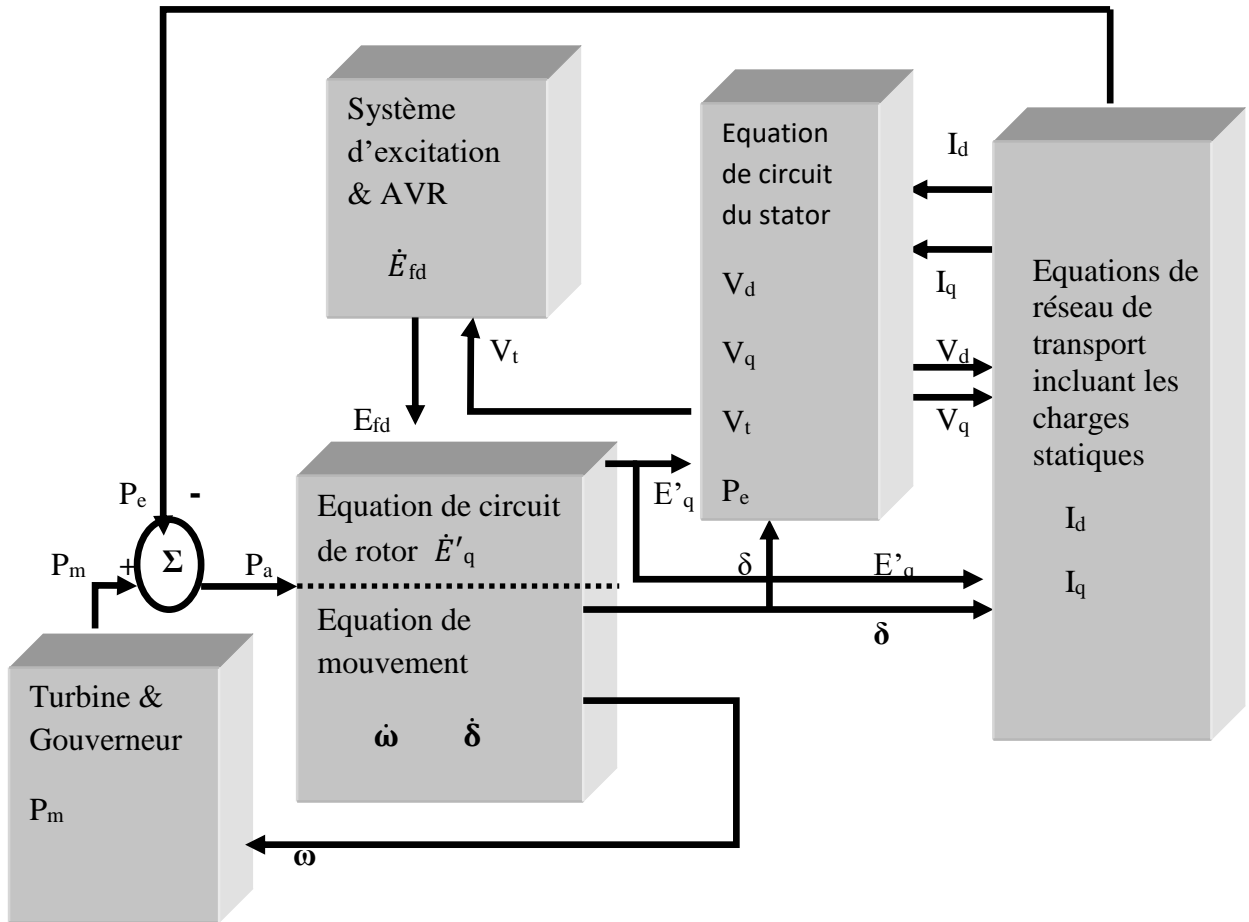 Système
d’excitation
& AVR
Ė fd
Equation
de circuit
du stator
V d
V q
V t
P e
I d
I q
V d
V q
Equations de
réseau de
transport
incluant les
charges
statiques
I d
I q
V t
E fd
E’ q
P e
-
P m
+
Σ
P a
Equation de circuit
de rotor Ė′ q
Equation de
mouvement
ω̇ δ̇
δ
E’ q
δ
Turbine &
Gouverneur
P m
ω